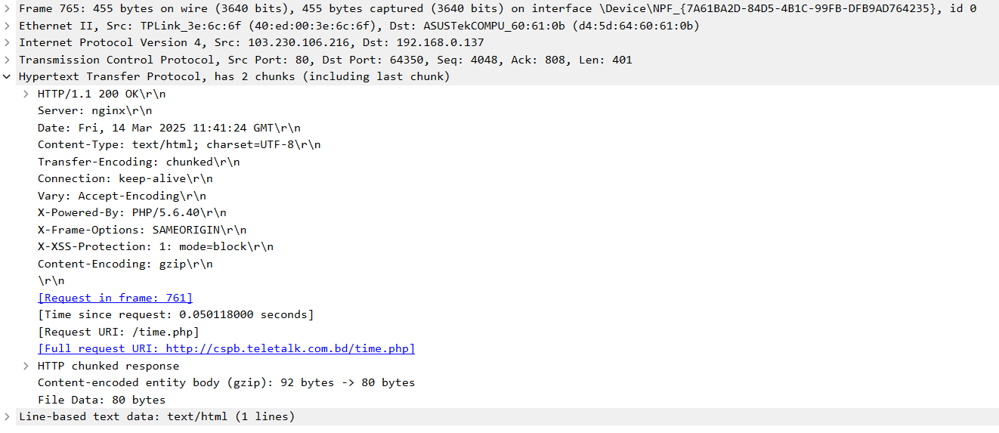 Frame 765: 455 bytes on wire (3640 bits), 455 bytes captured (3640 bits) on interface \Device\NPF_{7A61BA2D-84D5-4B1C-99FB-DFB9AD764235}, id 0
Ethernet II, Src: TPLink_3e:6c:6f (40:ed:00:3e:6c:6f), Dst: ASUSTekCOMPU_60:61:0b (d4:5d:64:60:61:0b)
Internet Protocol Version 4, Src: 103.230.106.216, Dst: 192.168.0.137
Transmission Control Protocol, Src Port: 80, Dst Port: 64350, Seq: 4048, Ack: 808, Len: 401
Hypertext Transfer Protocol, has 2 chunks (including last chunk)
HTTP/1.1 200 OK\r\n
Server: nginx\r\n
Date: Fri, 14 Mar 2025 11:41:24 GMT\r\n
Content-Type: text/html; charset=UTF-8\r\n
Transfer-Encoding: chunked\r\n
Connection: keep-alive\r\n
Vary: Accept-Encoding\r\n
X-Powered-By: PHP/5.6.40\r\n
X-Frame-Options: SAMEORIGIN\r\n
X-XSS-Protection: 1: mode=block\r\n
Content-Encoding: gzip\r\n
\r\n
[Request in frame: 761]
[Time since request: 0.050118000 seconds]
[Request URI: /time.php]
[Full request URI: http://cspb.teletalk.com.bd/time.php]
HTTP chunked response
Content-encoded entity body (gzip): 92 bytes -> 80 bytes
File Data: 80 bytes
Line-based text data: text/html (1 lines)